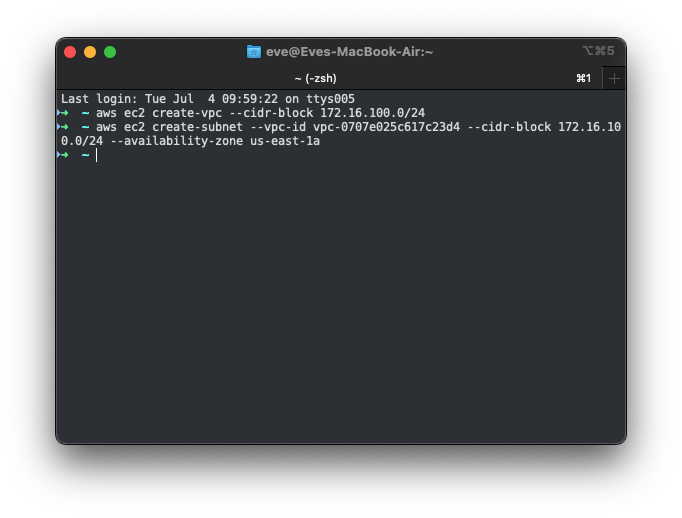 eve@Eves-MacBook-Air:~
⌥⌘5
~ (-zsh)
⌘1
Last login: Tue Jul  4 09:59:22 on ttys005
➜  ~ aws ec2 create-vpc --cidr-block 172.16.100.0/24
➜  ~ aws ec2 create-subnet --vpc-id vpc-0707e025c617c23d4 --cidr-block 172.16.10
0.0/24 --availability-zone us-east-1a
➜  ~